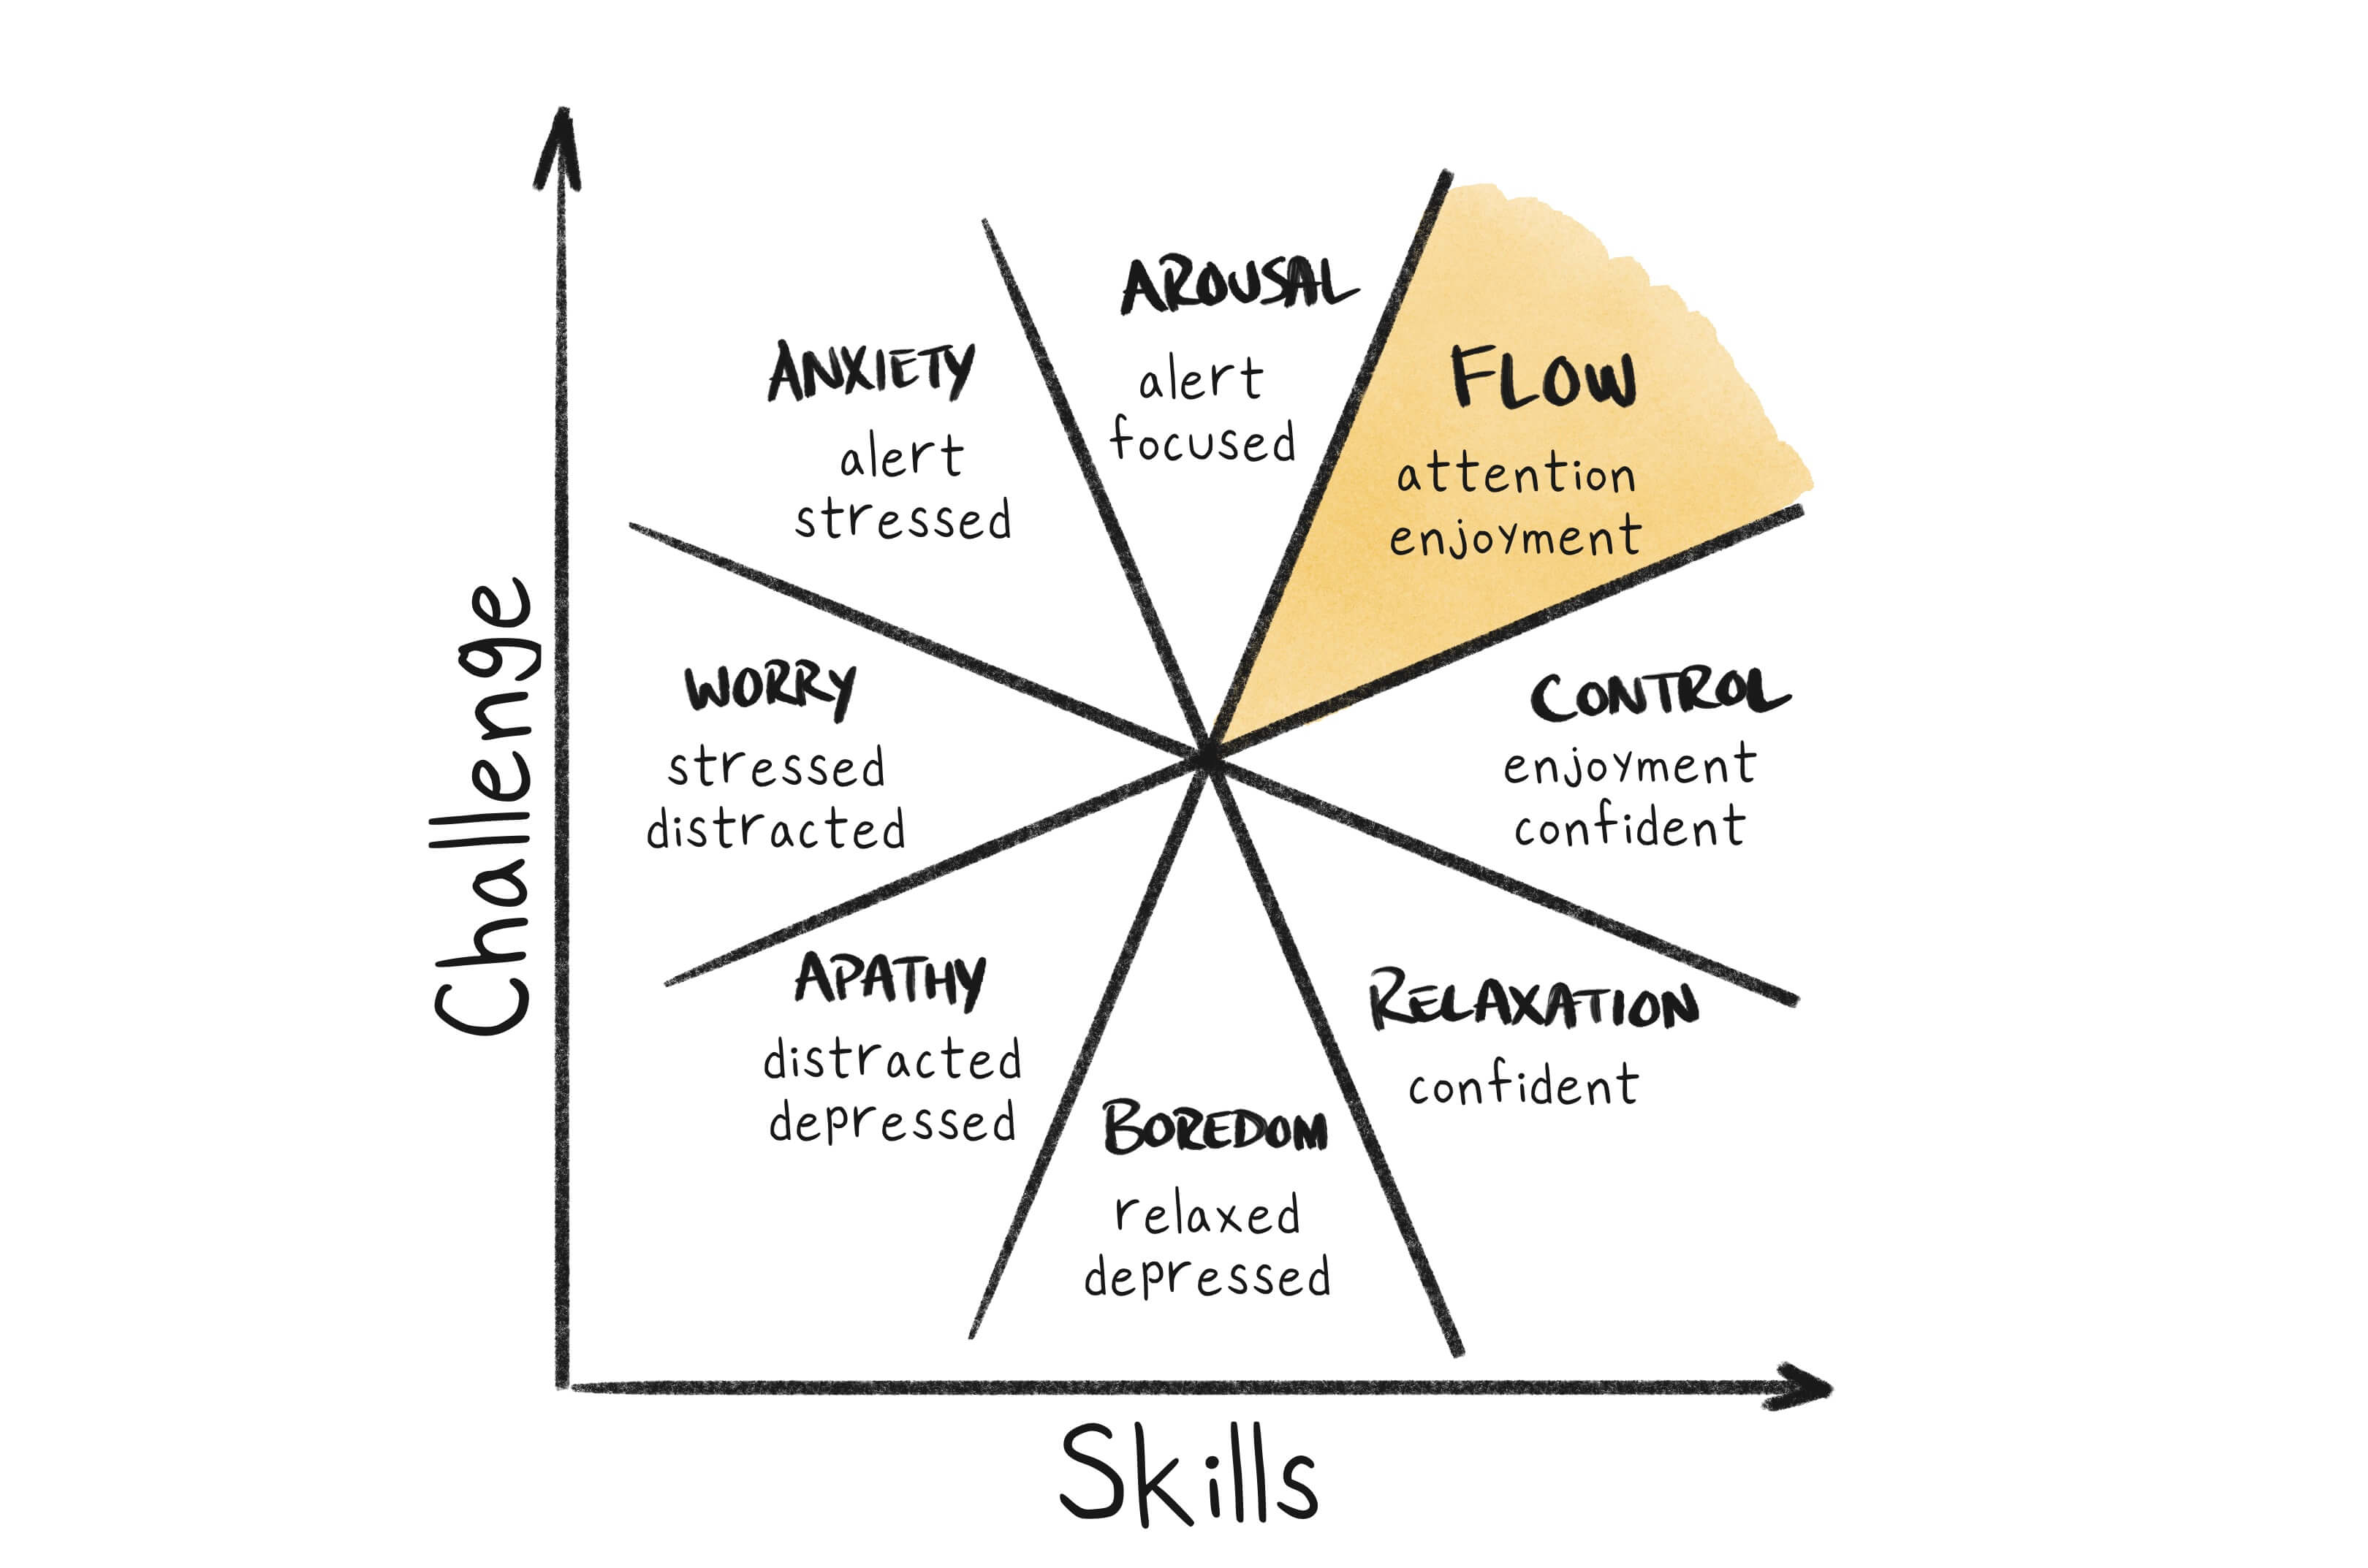 AROUSAL
alert
focused
ANXIETY
alert
stressed
FLOW
attention
enjoyment
WORRY
stressed
distracted
CONTROL
enjoyment
confident
APATHY
distracted
depressed
RELAXATION
confident
BOREDOM
relaxed
depressed
Challenge
Skills